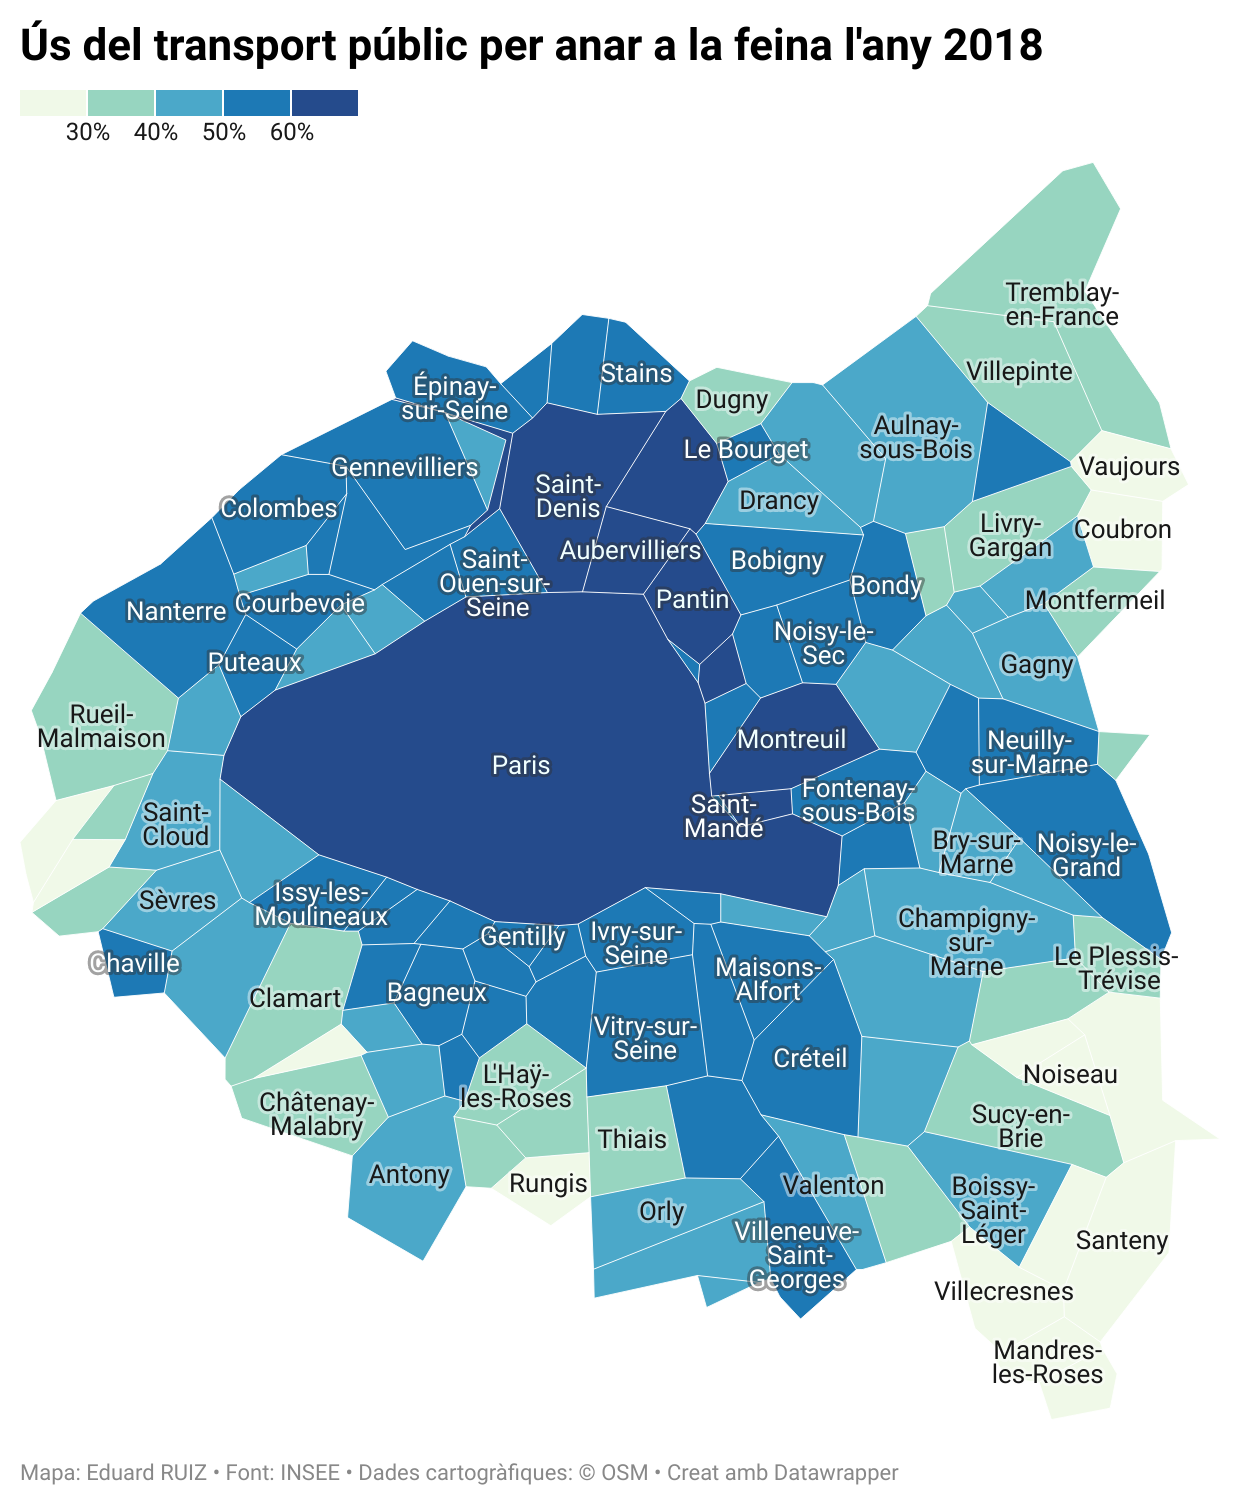 Ús del transport públic per anar a la feina l'any 2018
30% 40% 50% 60%
Tremblay-
en-France
Villepinte
Stains
Épinay-
sur-Seine
Dugny
Aulnay-
sous-Bois
Le Bourget
Gennevilliers
Vaujours
Saint-
Denis
Drancy
Colombes
Livry-
Gargan
Coubron
Aubervilliers
Bobigny
Saint-
Ouen-sur-
Seine
Bondy
Pantin
Montfermeil
Nanterre
Courbevoie
Noisy-le-
Sec
Puteaux
Gagny
Rueil-
Malmaison
Montreuil
Neuilly-
sur-Marne
Paris
Saint-
Mandé
Fontenay-
sous-Bois
Saint-
Cloud
Bry-sur-
Marne
Noisy-le-
Grand
Sèvres
Issy-les-
Moulineaux
Gentilly
Ivry-sur-
Seine
Champigny-
sur-
Marne
Chaville
Le Plessis-
Trévise
Maisons-
Alfort
Clamart
Bagneux
Vitry-sur-
Seine
Créteil
Noiseau
L'Haÿ-
les-Roses
Châtenay-
Malabry
Sucy-en-
Brie
Thiais
Antony
Rungis
Valenton
Boissy-
Saint-
Léger
Orly
Villeneuve-
Saint-
Georges
Santeny
Villecresnes
Mandres-
les-Roses
Mapa: Eduard RUIZ • Font: INSEE • Dades cartogràfiques: © OSM • Creat amb Datawrapper